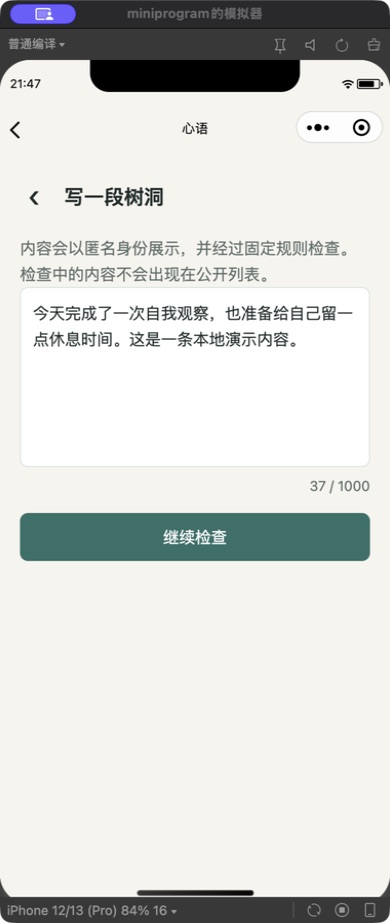 miniprogram的模拟器
普通编译
21:47
心语
写一段树洞
内容会以匿名身份展示，并经过固定规则检查。
检查中的内容不会出现在公开列表。
今天完成了一次自我观察，也准备给自己留一
点休息时间。这是一条本地演示内容。
37 / 1000
继续检查
iPhone 12/13 (Pro) 84% 16